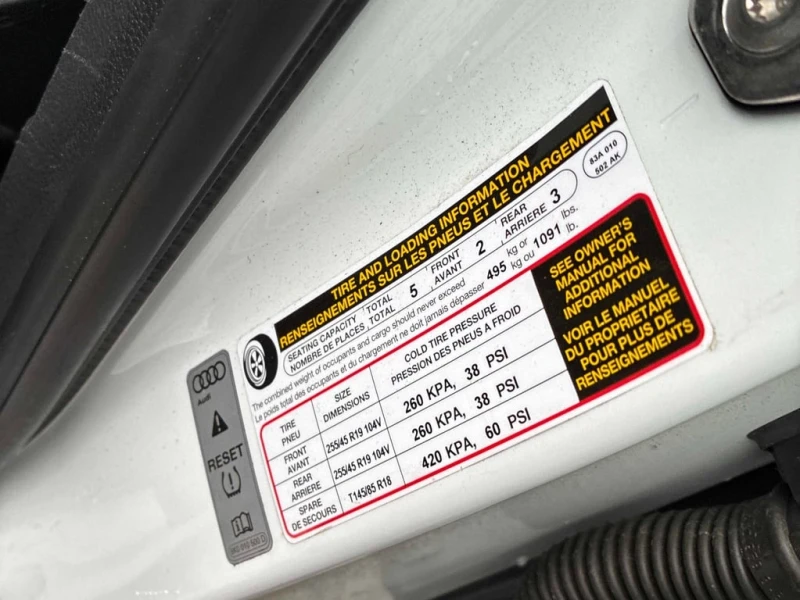 TIRE AND LOADING INFORMATION
RENSEIGNEMENTS SUR LES PNEUS ET LE CHARGEMENT
83A 010
502 AK
SEATING CAPACITY TOTAL 5 FRONT 2 REAR 3
NOMBRE DE PLACES TOTAL AVANT ARRIERE
The combined weight of occupants and cargo should never exceed 495 kg or 1091 lbs.
Le poids total des occupants et du chargement ne doit jamais dépasser kg ou lb.
TIRE SIZE COLD TIRE PRESSURE
PNEU DIMENSIONS PRESSION DES PNEUS A FROID
FRONT
AVANT 255/45 R19 104V 260 KPA, 38 PSI
REAR
ARRIERE 255/45 R19 104V 260 KPA, 38 PSI
SPARE
DE SECOURS T145/85 R18 420 KPA, 60 PSI
SEE OWNER'S
MANUAL FOR
ADDITIONAL
INFORMATION
VOIR LE MANUEL
DU PROPRIETAIRE
POUR PLUS DE
RENSEIGNEMENTS
Audi
RESET